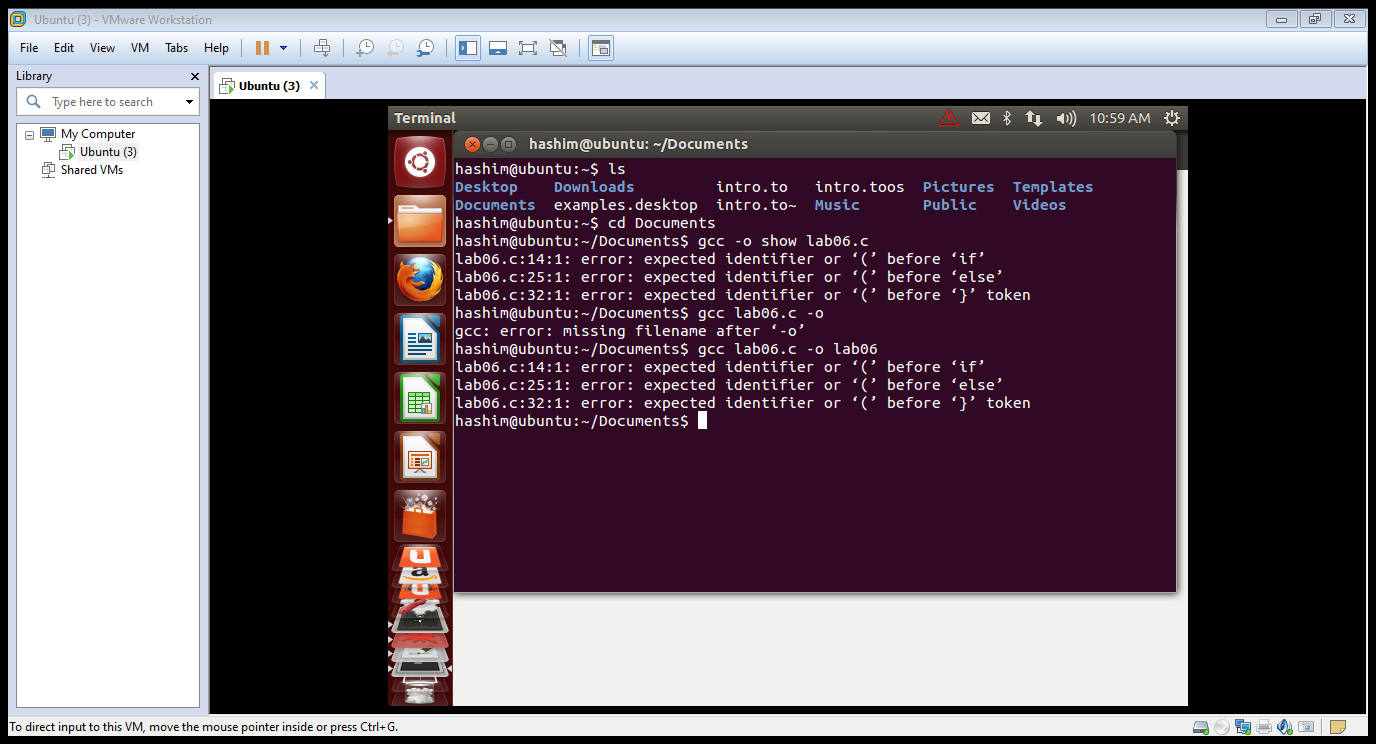 Ubuntu (3) - VMware Workstation
File Edit View VM Tabs Help
Library
Ubuntu (3)
Type here to search
My Computer
Ubuntu (3)
Shared VMs
Terminal
10:59 AM
hashim@ubuntu: ~/Documents
hashim@ubuntu:~$ ls
Desktop Downloads intro.to intro.toos Pictures Templates
Documents examples.desktop intro.to~ Music Public Videos
hashim@ubuntu:~$ cd Documents
hashim@ubuntu:~/Documents$ gcc -o show lab06.c
lab06.c:14:1: error: expected identifier or ‘(’ before ‘if’
lab06.c:25:1: error: expected identifier or ‘(’ before ‘else’
lab06.c:32:1: error: expected identifier or ‘(’ before ‘}’ token
hashim@ubuntu:~/Documents$ gcc lab06.c -o
gcc: error: missing filename after ‘-o’
hashim@ubuntu:~/Documents$ gcc lab06.c -o lab06
lab06.c:14:1: error: expected identifier or ‘(’ before ‘if’
lab06.c:25:1: error: expected identifier or ‘(’ before ‘else’
lab06.c:32:1: error: expected identifier or ‘(’ before ‘}’ token
hashim@ubuntu:~/Documents$
To direct input to this VM, move the mouse pointer inside or press Ctrl+G.